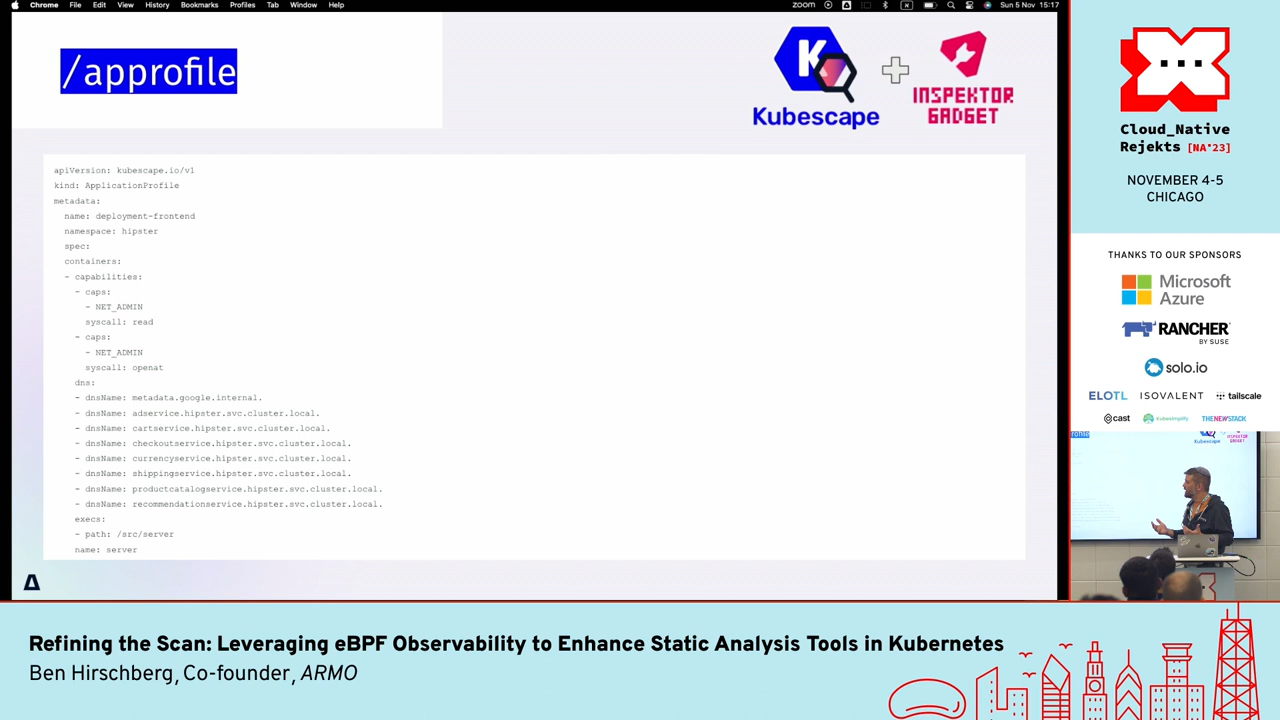 Chrome File Edit View History Bookmarks Profiles Tab Window Help
zoom
Sun 5 Nov 15:17
/approfile
Kubescape
INSPEKTOR
GADGET
apiVersion: kubescape.io/v1
kind: ApplicationProfile
metadata:
name: deployment-frontend
namespace: hipster
spec:
containers:
- capabilities:
- caps:
- NET_ADMIN
syscall: read
- caps:
- NET_ADMIN
syscall: openat
dns:
- dnsName: metadata.google.internal.
- dnsName: adservice.hipster.svc.cluster.local.
- dnsName: cartservice.hipster.svc.cluster.local.
- dnsName: checkoutservice.hipster.svc.cluster.local.
- dnsName: currencyservice.hipster.svc.cluster.local.
- dnsName: shippingservice.hipster.svc.cluster.local.
- dnsName: productcatalogservice.hipster.svc.cluster.local.
- dnsName: recommendationservice.hipster.svc.cluster.local.
execs:
- path: /src/server
name: server
Cloud_Native
Rejekts [NA'23]
NOVEMBER 4-5
CHICAGO
THANKS TO OUR SPONSORS
Microsoft
Azure
RANCHER
BY SUSE
solo.io
ELOTL ISOVALENT tailscale
cast Kubesimplify THENEWSTACK
Kubescape
INSPEKTOR
GADGET
Refining the Scan: Leveraging eBPF Observability to Enhance Static Analysis Tools in Kubernetes
Ben Hirschberg, Co-founder, ARMO